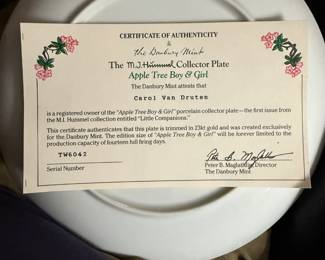 CERTIFICATE OF AUTHENTICITY
&
the Danbury Mint
The M.J. Hummel Collector Plate
Apple Tree Boy & Girl
The Danbury Mint attests that
Carol Van Druten
is a registered owner of the "Apple Tree Boy & Girl" porcelain collector plate—the first issue from
the M.I. Hummel collection entitled "Little Companions."
This certificate authenticates that this plate is trimmed in 23kt gold and was created exclusively
for the Danbury Mint. The edition size of "Apple Tree Boy & Girl" will be forever limited to the
production capacity of fourteen full firing days.
TW6042
Serial Number
Peter B. Maglathlin, Director
The Danbury Mint